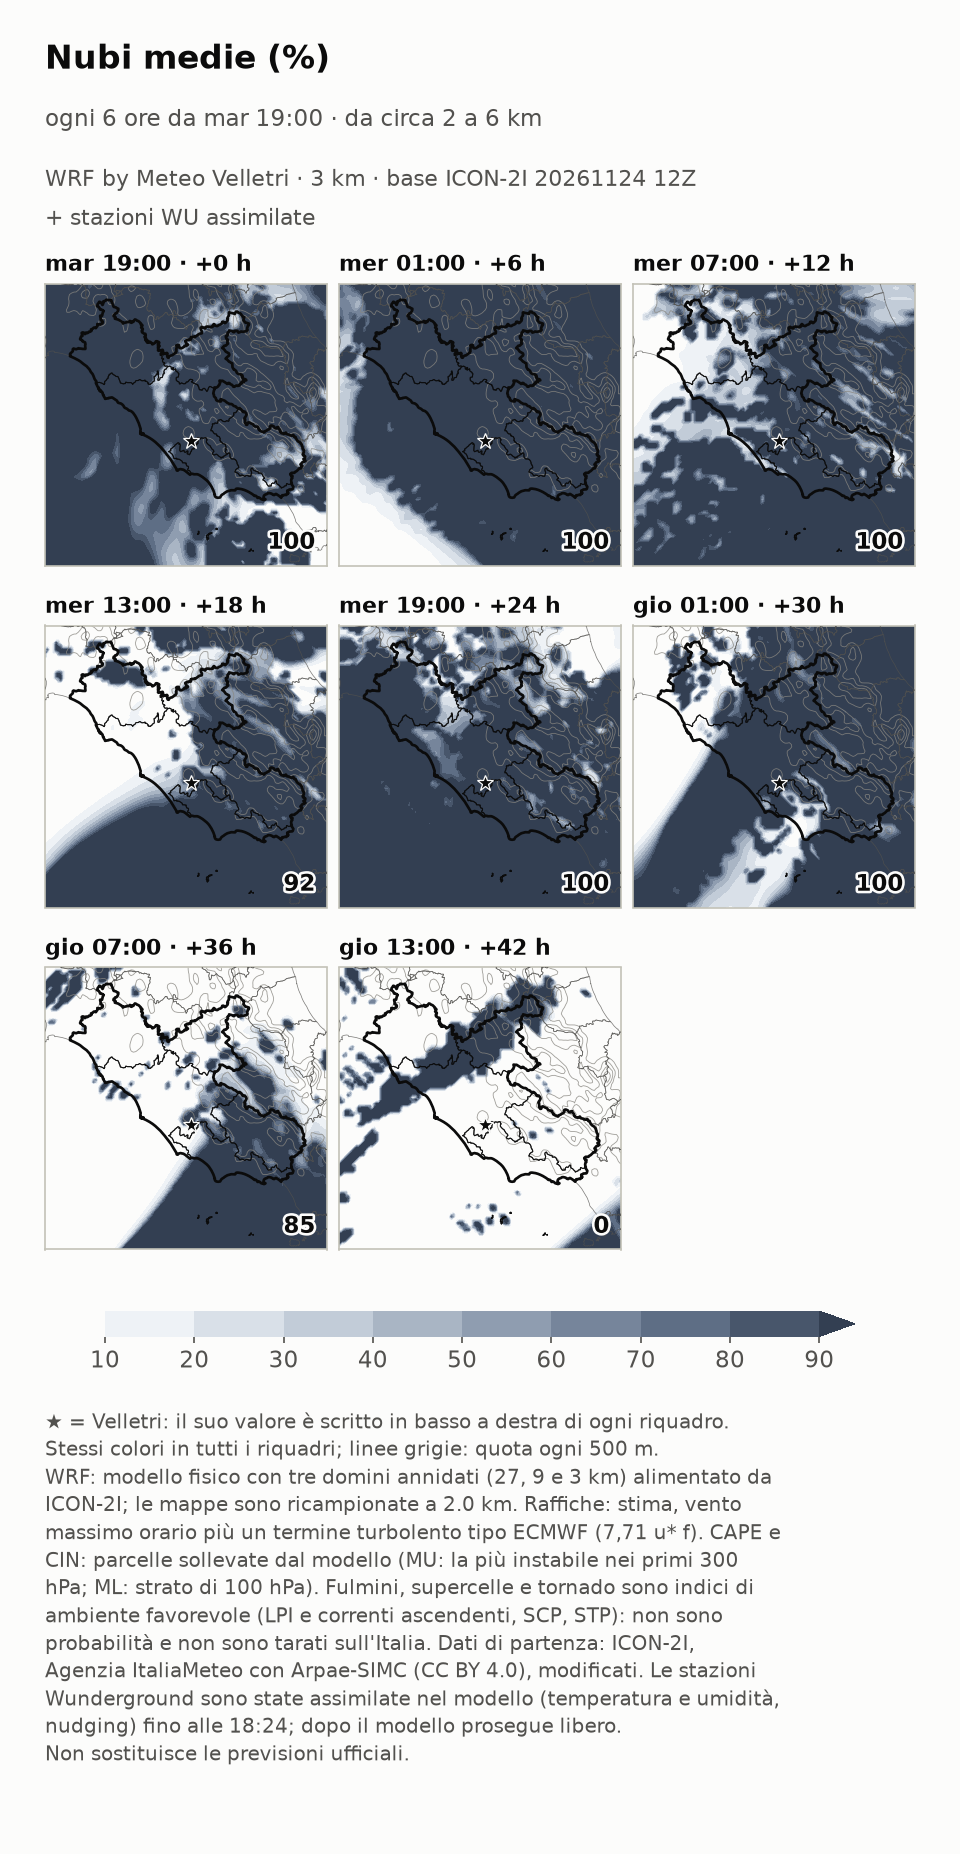 Nubi medie (%)
ogni 6 ore da mar 19:00 · da circa 2 a 6 km
WRF by Meteo Velletri · 3 km · base ICON-2I 20261124 12Z
+ stazioni WU assimilate
mar 19:00 · +0 h
mer 01:00 · +6 h
mer 07:00 · +12 h
100
100
100
mer 13:00 · +18 h
mer 19:00 · +24 h
gio 01:00 · +30 h
92
100
100
gio 07:00 · +36 h
gio 13:00 · +42 h
85
0
10 20 30 40 50 60 70 80 90
★ = Velletri: il suo valore è scritto in basso a destra di ogni riquadro.
Stessi colori in tutti i riquadri; linee grigie: quota ogni 500 m.
WRF: modello fisico con tre domini annidati (27, 9 e 3 km) alimentato da
ICON-2I; le mappe sono ricampionate a 2.0 km. Raffiche: stima, vento
massimo orario più un termine turbolento tipo ECMWF (7,71 u* f). CAPE e
CIN: parcelle sollevate dal modello (MU: la più instabile nei primi 300
hPa; ML: strato di 100 hPa). Fulmini, supercelle e tornado sono indici di
ambiente favorevole (LPI e correnti ascendenti, SCP, STP): non sono
probabilità e non sono tarati sull'Italia. Dati di partenza: ICON-2I,
Agenzia ItaliaMeteo con Arpae-SIMC (CC BY 4.0), modificati. Le stazioni
Wunderground sono state assimilate nel modello (temperatura e umidità,
nudging) fino alle 18:24; dopo il modello prosegue libero.
Non sostituisce le previsioni ufficiali.